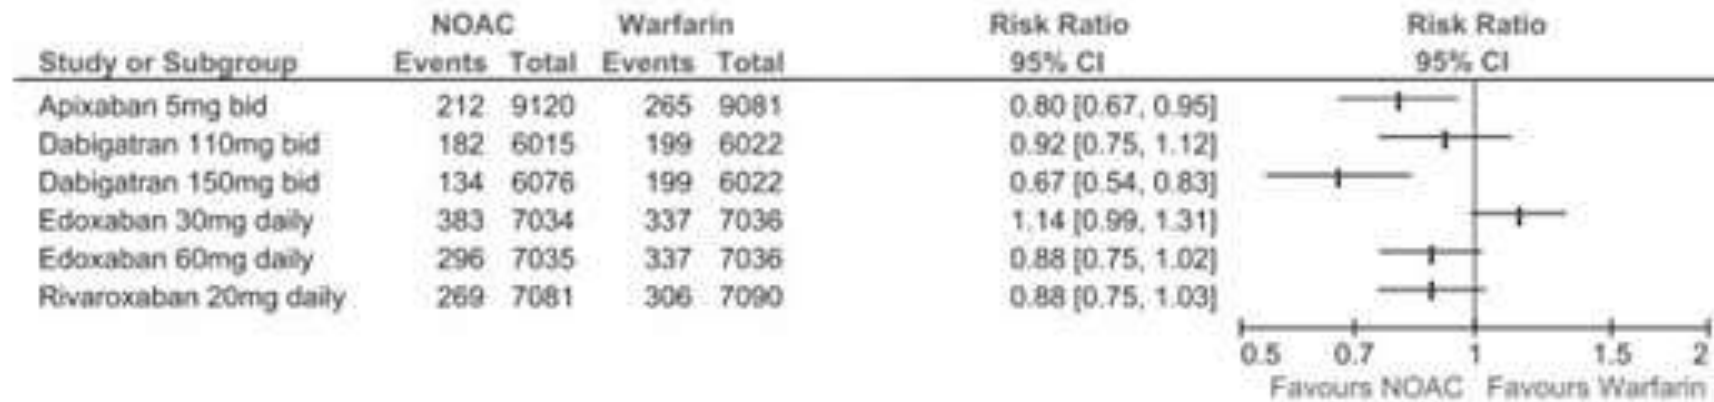 NOAC Warfarin Risk Ratio Risk Ratio
Study or Subgroup Events Total Events Total 95% CI 95% CI
Apixaban 5mg bid 212 9120 265 9081 0.80 [0.67, 0.95]
Dabigatran 110mg bid 182 6015 199 6022 0.92 [0.75, 1.12]
Dabigatran 150mg bid 134 6076 199 6022 0.67 [0.54, 0.83]
Edoxaban 30mg daily 383 7034 337 7036 1.14 [0.99, 1.31]
Edoxaban 60mg daily 296 7035 337 7036 0.88 [0.75, 1.02]
Rivaroxaban 20mg daily 269 7081 306 7090 0.88 [0.75, 1.03]
0.5 0.7 1 1.5 2
Favours NOAC Favours Warfarin